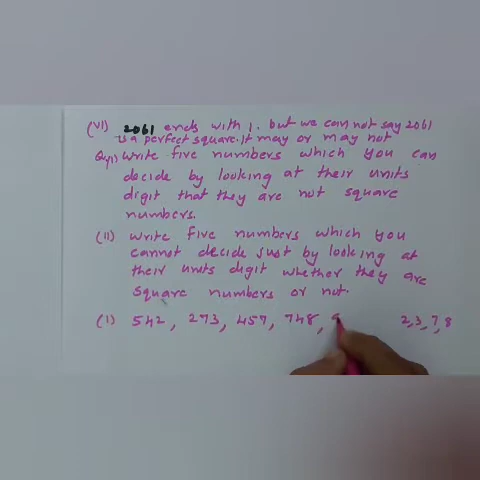 (VI) 2061 ends with 1. but we can not say 2061
is a perfect square. It may or may not
Qy1) write five numbers which you can
decide by looking at their units
digit that they are not square
numbers.
(II) write five numbers which you
cannot decide just by looking at
their units digit whether they are
square numbers or not.
(1) 542, 273, 457, 748, 2,3,7,8